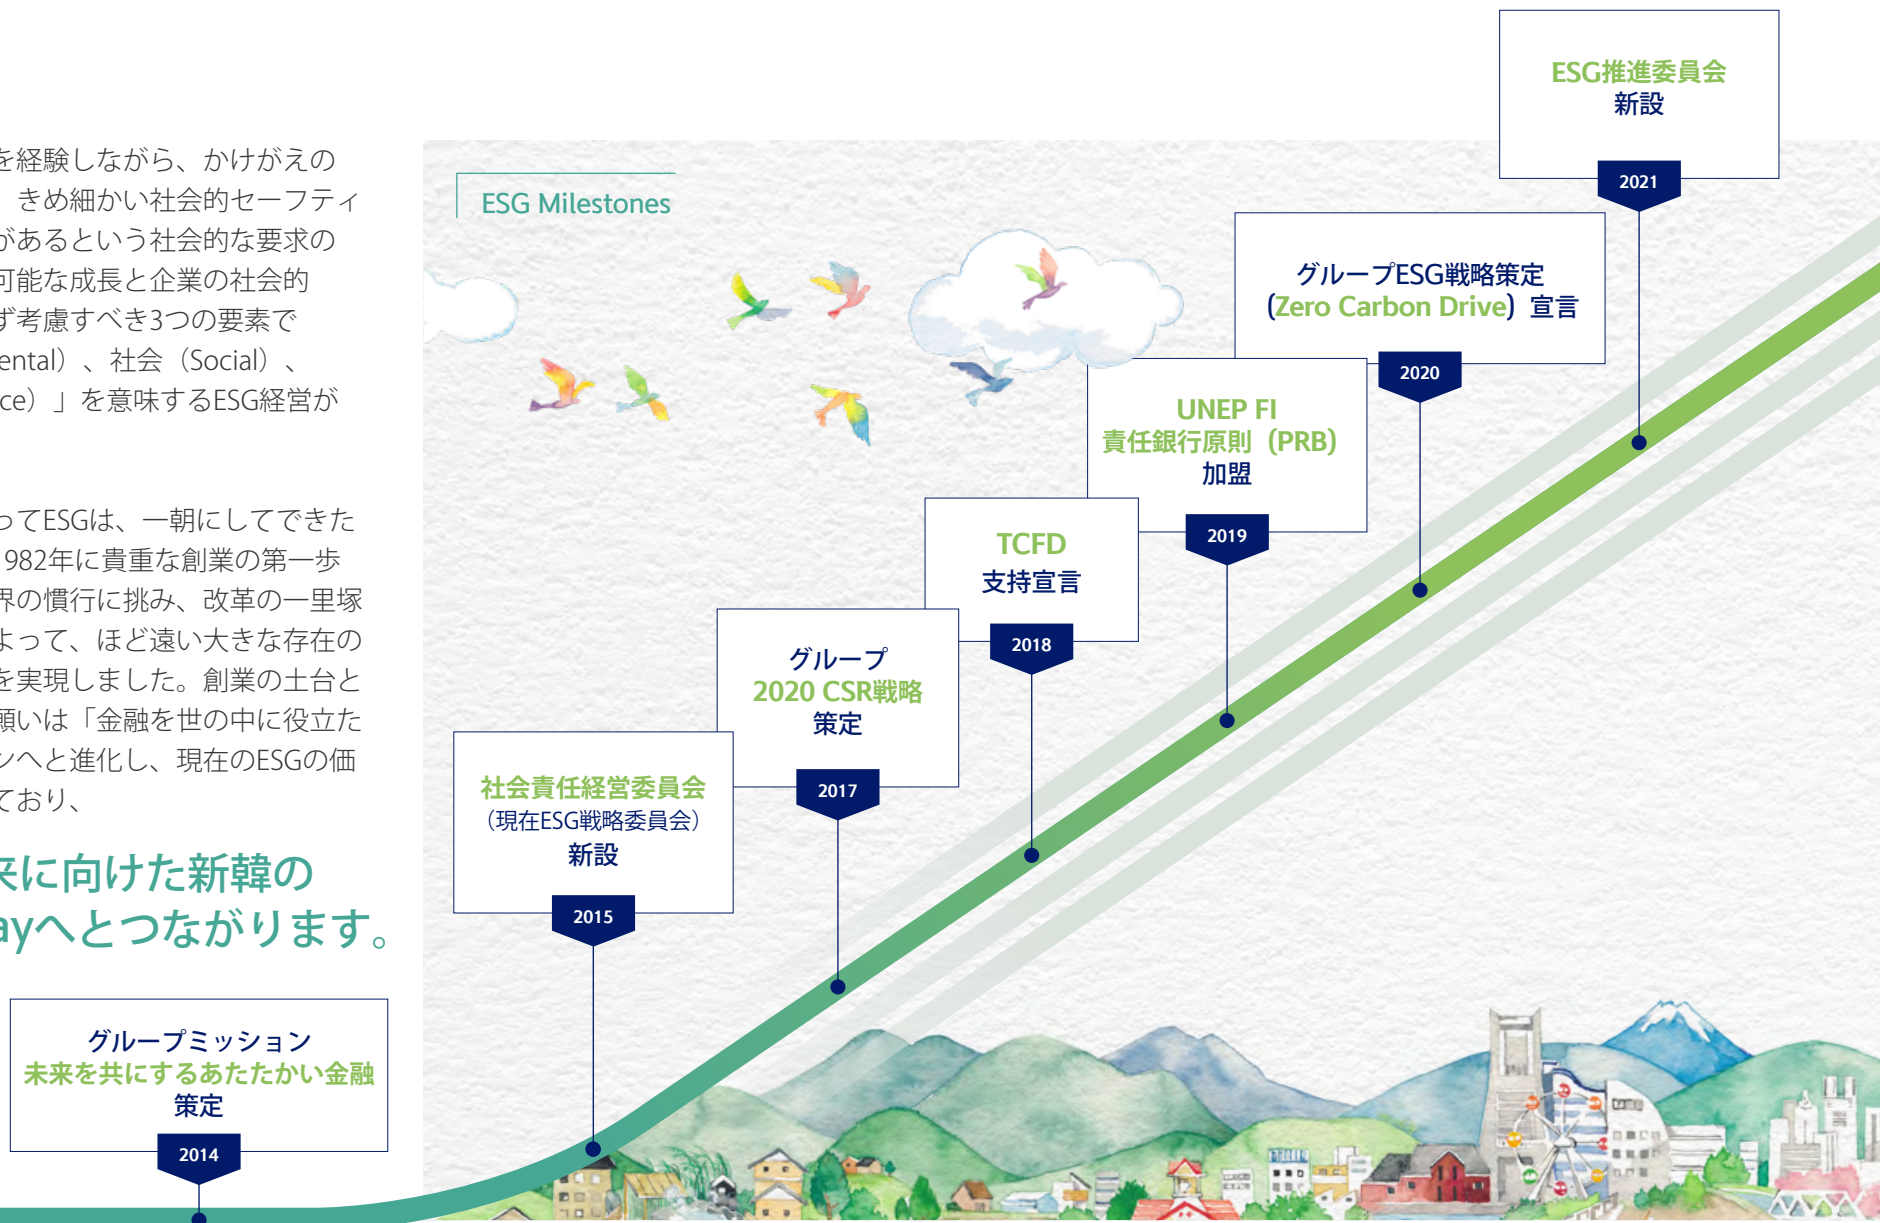 を経験しながら、かけがえの
きめ細かい社会的セーフティ
があるという社会的な要求の
可能な成長と企業の社会的
ず考慮すべき3つの要素で
ental）、社会（Social）、
ce）」を意味するESG経営が
ってESGは、一朝にしてできた
982年に貴重な創業の第一歩
界の慣行に挑み、改革の一里塚
よって、ほど遠い大きな存在の
を実現しました。創業の土台と
願いは「金融を世の中に役立た
ンへと進化し、現在のESGの価
ており、
来に向けた新韓の
ayへとつながります。
グループミッション
未来を共にするあたたかい金融
策定
2014
ESG Milestones
社会責任経営委員会
（現在ESG戦略委員会）
新設
2015
グループ
2020 CSR戦略
策定
2017
TCFD
支持宣言
2018
UNEP FI
責任銀行原則（PRB）
加盟
2019
グループESG戦略策定
(Zero Carbon Drive）宣言
2020
ESG推進委員会
新設
2021